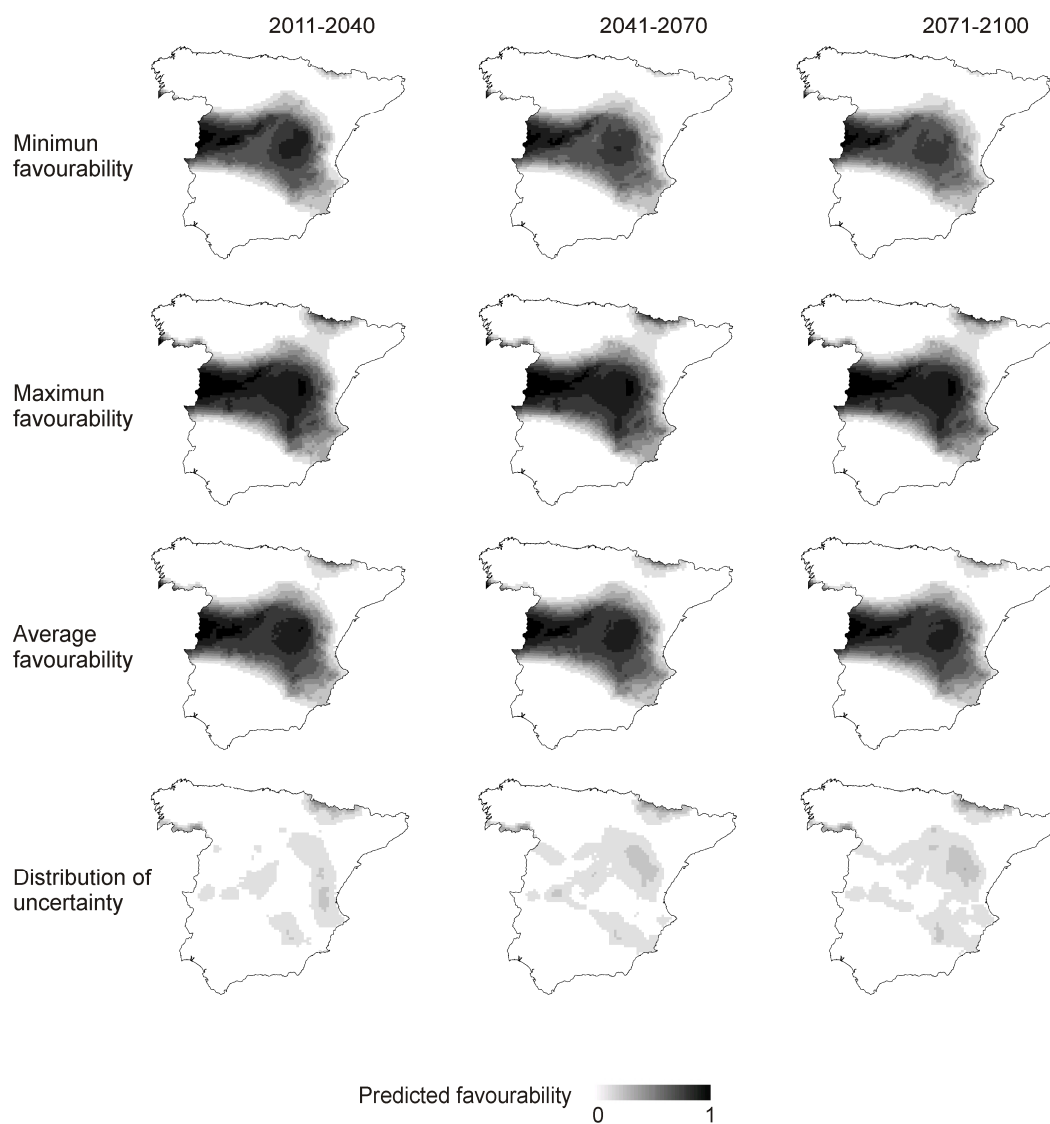 2011-2040
2041-2070
2071-2100
Minimun
favourability
Maximun
favourability
Average
favourability
Distribution of
uncertainty
Predicted favourability
0
1